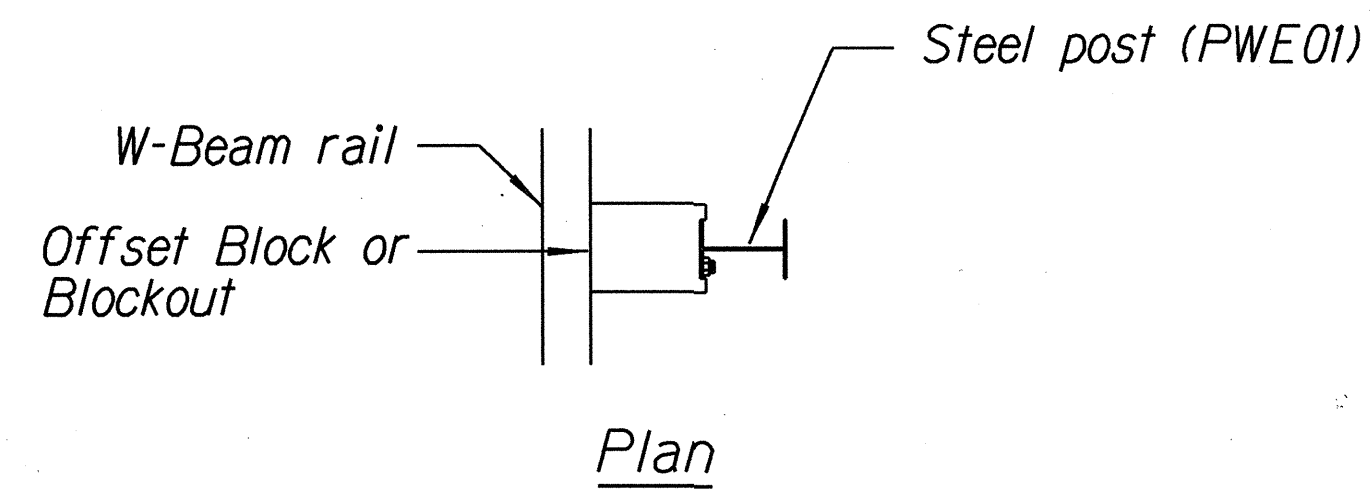 Steel post (PWE01)
W-Beam rail
Offset Block or
Blockout
Plan